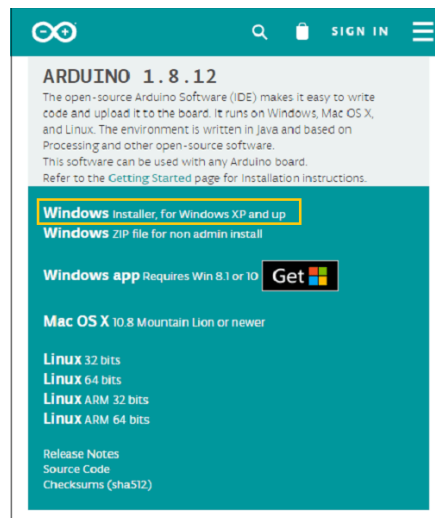 SIGN IN
ARDUINO 1.8.12
The open-source Arduino Software (IDE) makes it easy to write
code and upload it to the board. It runs on Windows, Mac OS X,
and Linux. The environment is written in Java and based on
Processing and other open-source software.
This software can be used with any Arduino board.
Refer to the Getting Started page for Installation instructions.
Windows Installer, for Windows XP and up
Windows ZIP file for non admin install
Windows app Requires Win 8.1 or 10 Get
Mac OS X 10.8 Mountain Lion or newer
Linux 32 bits
Linux 64 bits
Linux ARM 32 bits
Linux ARM 64 bits
Release Notes
Source Code
Checksums (sha512)